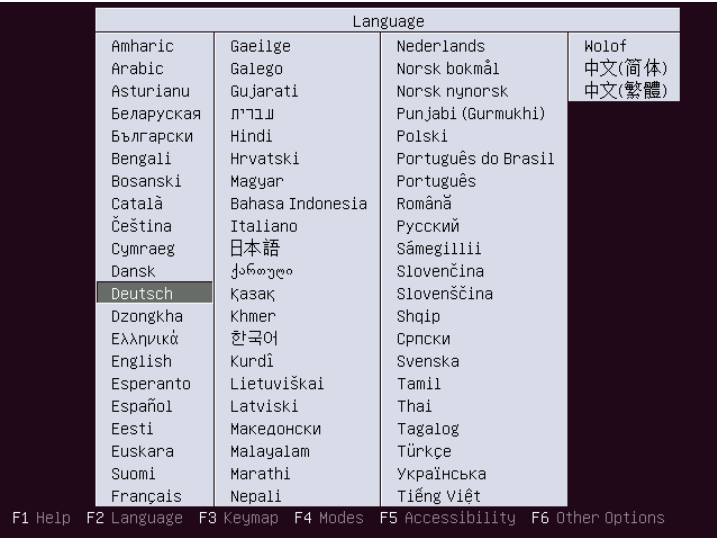 Language
Amharic
Arabic
Asturianu
Беларуская
Български
Bengali
Bosanski
Català
Čeština
Cymraeg
Dansk
Deutsch
Dzongkha
Ελληνικά
English
Esperanto
Español
Eesti
Euskara
Suomi
Français
Gaeilge
Galego
Gujarati
עברית
Hindi
Hrvatski
Magyar
Bahasa Indonesia
Italiano
日本語
ქართული
Қазақ
Khmer
한국어
Kurdî
Lietuviškai
Latviski
Македонски
Malayalam
Marathi
Nepali
Nederlands
Norsk bokmål
Norsk nynorsk
Punjabi (Gurmukhi)
Polski
Português do Brasil
Português
Română
Русский
Sámegillii
Slovenčina
Slovenščina
Shqip
Српски
Svenska
Tamil
Thai
Tagalog
Türkçe
Українська
Tiếng Việt
Wolof
中文(简体)
中文(繁體)
F1 Help F2 Language F3 Keymap F4 Modes F5 Accessibility F6 Other Options